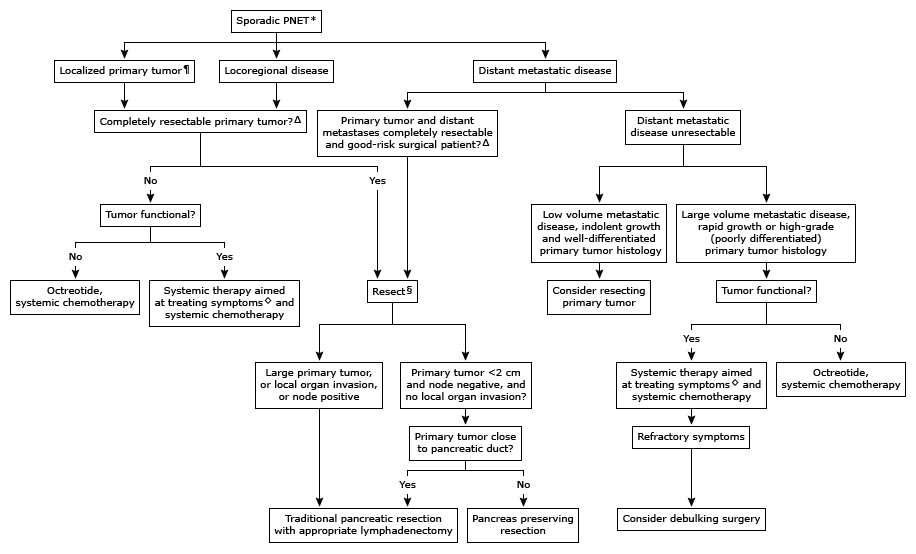 Sporadic PNET*
Localized primary tumor¶
Locoregional disease
Distant metastatic disease
Completely resectable primary tumor?Δ
Primary tumor and distant
metastases completely resectable
and good-risk surgical patient?Δ
Distant metastatic
disease unresectable
No
Yes
Tumor functional?
Low volume metastatic
disease, indolent growth
and well-differentiated
primary tumor histology
Large volume metastatic disease,
rapid growth or high-grade
(poorly differentiated)
primary tumor histology
No
Yes
Octreotide,
systemic chemotherapy
Systemic therapy aimed
at treating symptoms◇ and
systemic chemotherapy
Resect§
Consider resecting
primary tumor
Tumor functional?
Yes
No
Large primary tumor,
or local organ invasion,
or node positive
Primary tumor <2 cm
and node negative, and
no local organ invasion?
Systemic therapy aimed
at treating symptoms◇ and
systemic chemotherapy
Octreotide,
systemic chemotherapy
Primary tumor close
to pancreatic duct?
Refractory symptoms
Yes
No
Traditional pancreatic resection
with appropriate lymphadenectomy
Pancreas preserving
resection
Consider debulking surgery